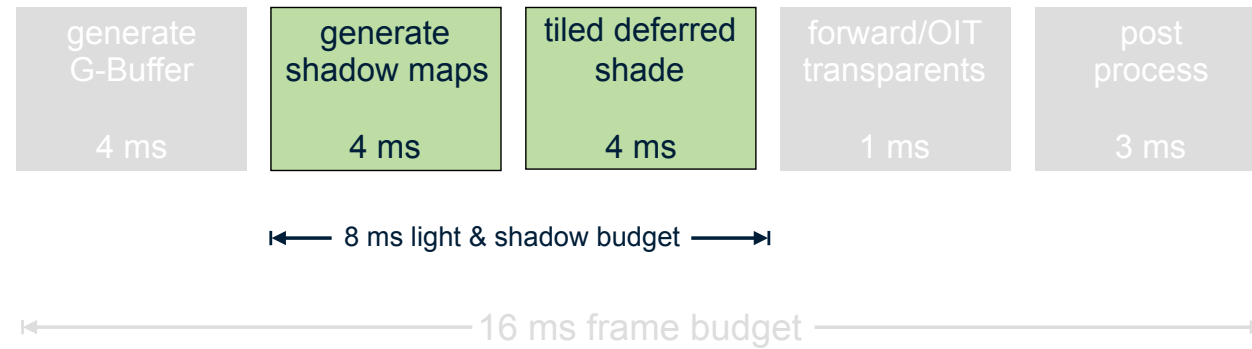 generate
G-Buffer
4 ms
generate
shadow maps
4 ms
tiled deferred
shade
4 ms
forward/OIT
transparents
1 ms
post
process
3 ms
8 ms light & shadow budget
16 ms frame budget